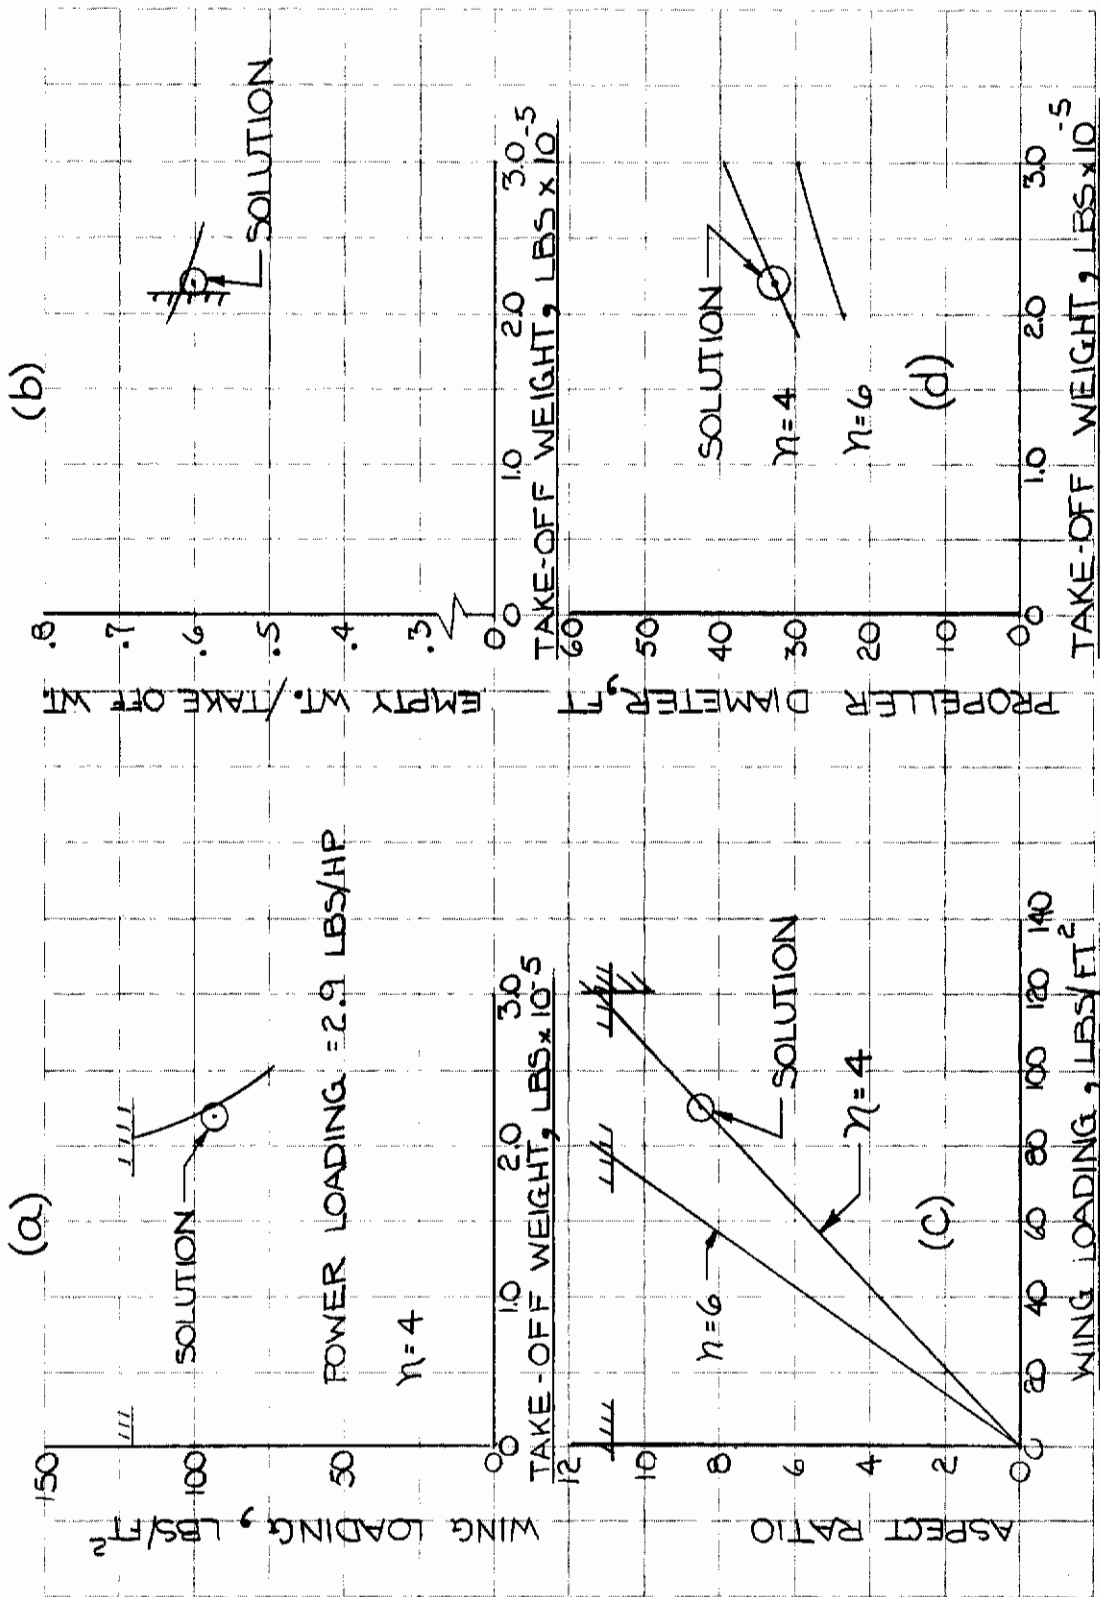 (a)
WING LOADING, LBS/FT²
150
100
50
0
SOLUTION
POWER LOADING = 2.9 LBS/HP
n=4
0 1.0 2.0 3.0
TAKE-OFF WEIGHT, LBS x 10⁻⁵
(b)
EMPTY WT./TAKE OFF WT.
.8
.7
.6
.5
.4
.3
0
SOLUTION
0 1.0 2.0 3.0
TAKE-OFF WEIGHT, LBS x 10⁻⁵
ASPECT RATIO
12
10
8
6
4
2
0
n=6
SOLUTION
n=4
(c)
0 20 40 60 80 100 120 140
WING LOADING, LBS/FT²
PROPELLER DIAMETER, FT
60
50
40
30
20
10
0
SOLUTION
n=4
n=6
(d)
0 1.0 2.0 3.0
TAKE-OFF WEIGHT, LBS x 10⁻⁵